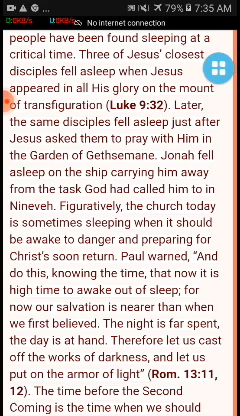 0.0KB/s 0.0KB/s 79% 7:35 AM
No internet connection
people have been found sleeping at a
critical time. Three of Jesus' closest
disciples fell asleep when Jesus
appeared in all His glory on the mount
of transfiguration (Luke 9:32). Later,
the same disciples fell asleep just after
Jesus asked them to pray with Him in
the Garden of Gethsemane. Jonah fell
asleep on the ship carrying him away
from the task God had called him to in
Nineveh. Figuratively, the church today
is sometimes sleeping when it should
be awake to danger and preparing for
Christ's soon return. Paul warned, “And
do this, knowing the time, that now it is
high time to awake out of sleep; for
now our salvation is nearer than when
we first believed. The night is far spent,
the day is at hand. Therefore let us cast
off the works of darkness, and let us
put on the armor of light” (Rom. 13:11,
12). The time before the Second
Coming is the time when we should